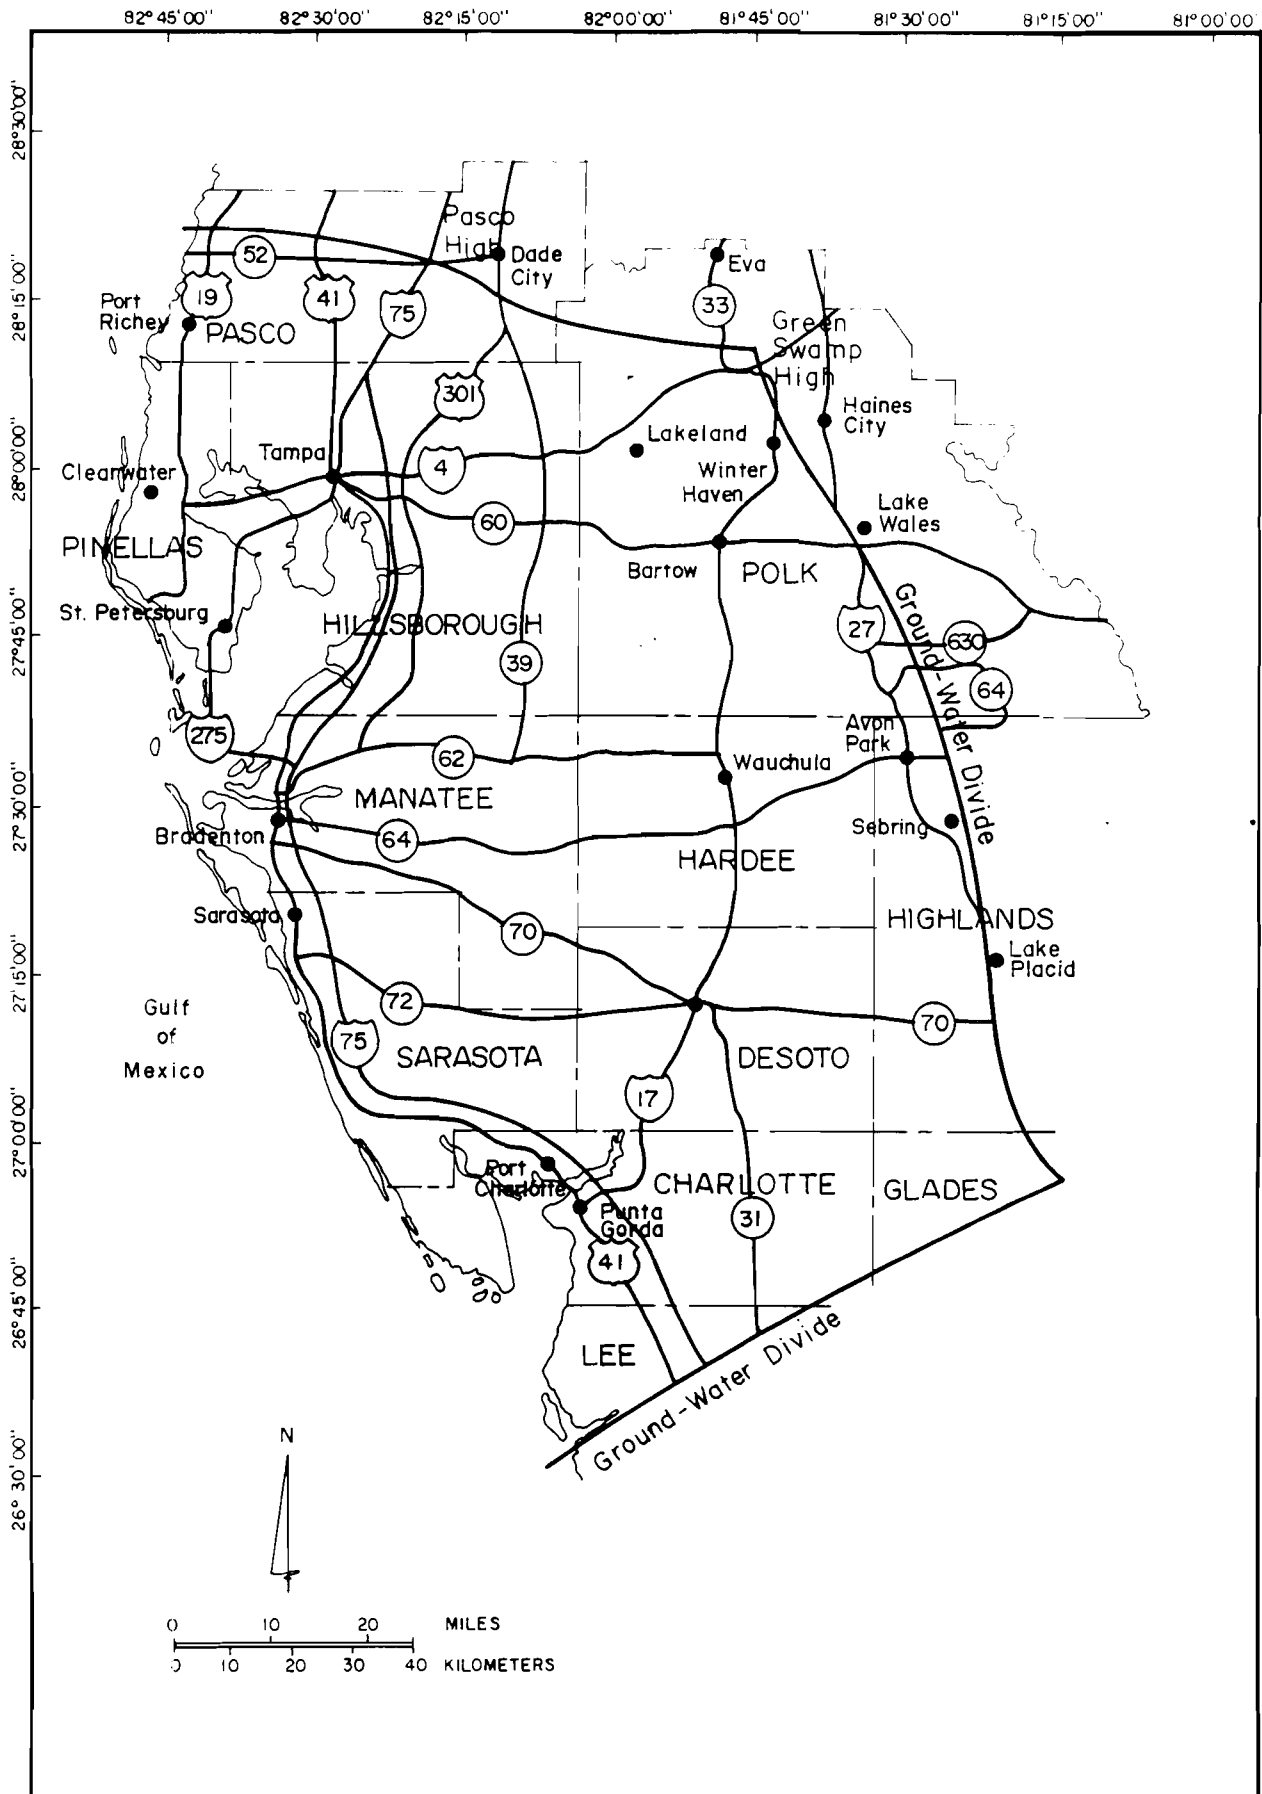 82°45'00"
82°30'00"
82°15'00"
82°00'00"
81°45'00"
81°30'00"
81°15'00"
81°00'00"
28°30'00"
28°15'00"
28°00'00"
27°45'00"
27°30'00"
27°15'00"
27°00'00"
26°45'00"
26°30'00"
Pasco
High
52
Dade
City
Eva
19
41
75
33
Port
Richey
PASCO
Green
Swamp
High
301
Haines
City
Tampa
Lakeland
4
Clearwater
Winter
Haven
60
Lake
Wales
PINELLAS
Bartow
POLK
St. Petersburg
HILLSBOROUGH
27
630
39
64
Ground-Water Divide
275
Avon
Park
62
Wauchula
MANATEE
Bradenton
64
Sebring
HARDEE
Sarasota
70
HIGHLANDS
Lake
Placid
Gulf
of
Mexico
72
70
75
SARASOTA
DESOTO
17
Port
Charlotte
CHARLOTTE
GLADES
Punta
Gorda
31
41
LEE
Ground-Water Divide
N
0 10 20 MILES
0 10 20 30 40 KILOMETERS